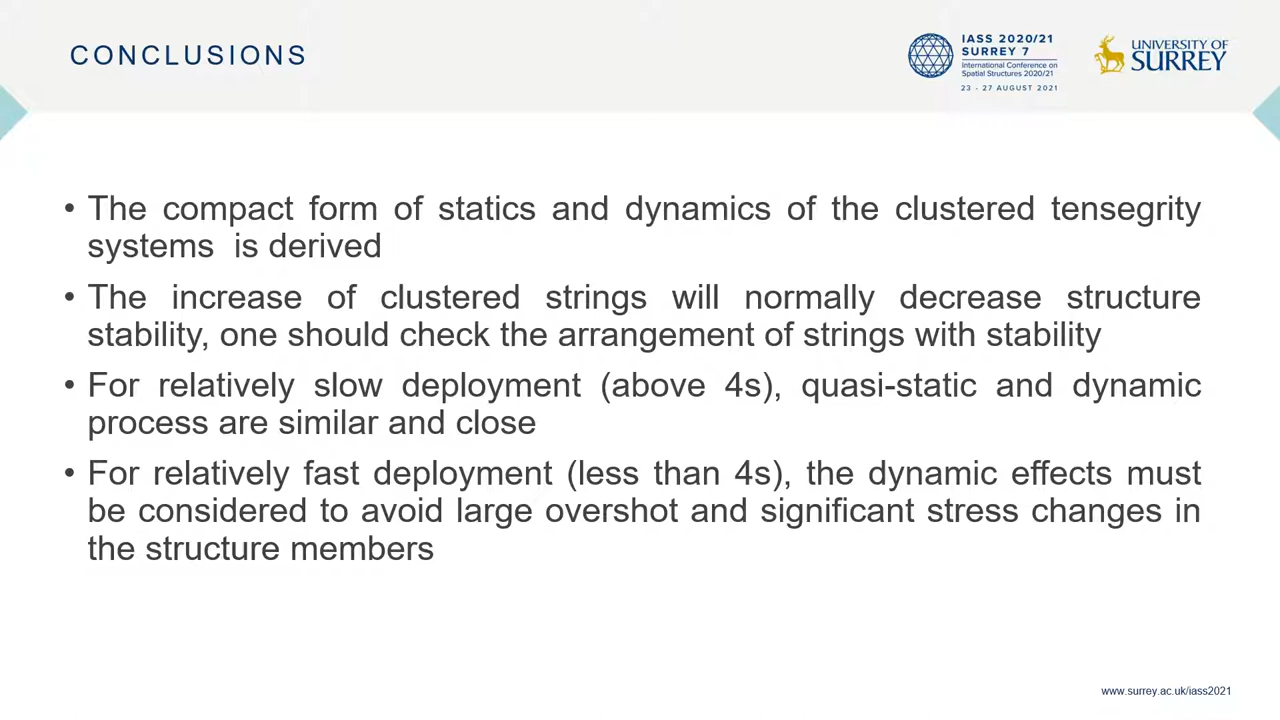 CONCLUSIONS
IASS 2020/21
SURREY 7
International Conference on
Spatial Structures 2020/21
23 - 27 AUGUST 2021
UNIVERSITY OF
SURREY
• The compact form of statics and dynamics of the clustered tensegrity
systems is derived
• The increase of clustered strings will normally decrease structure
stability, one should check the arrangement of strings with stability
• For relatively slow deployment (above 4s), quasi-static and dynamic
process are similar and close
• For relatively fast deployment (less than 4s), the dynamic effects must
be considered to avoid large overshot and significant stress changes in
the structure members
www.surrey.ac.uk/iass2021